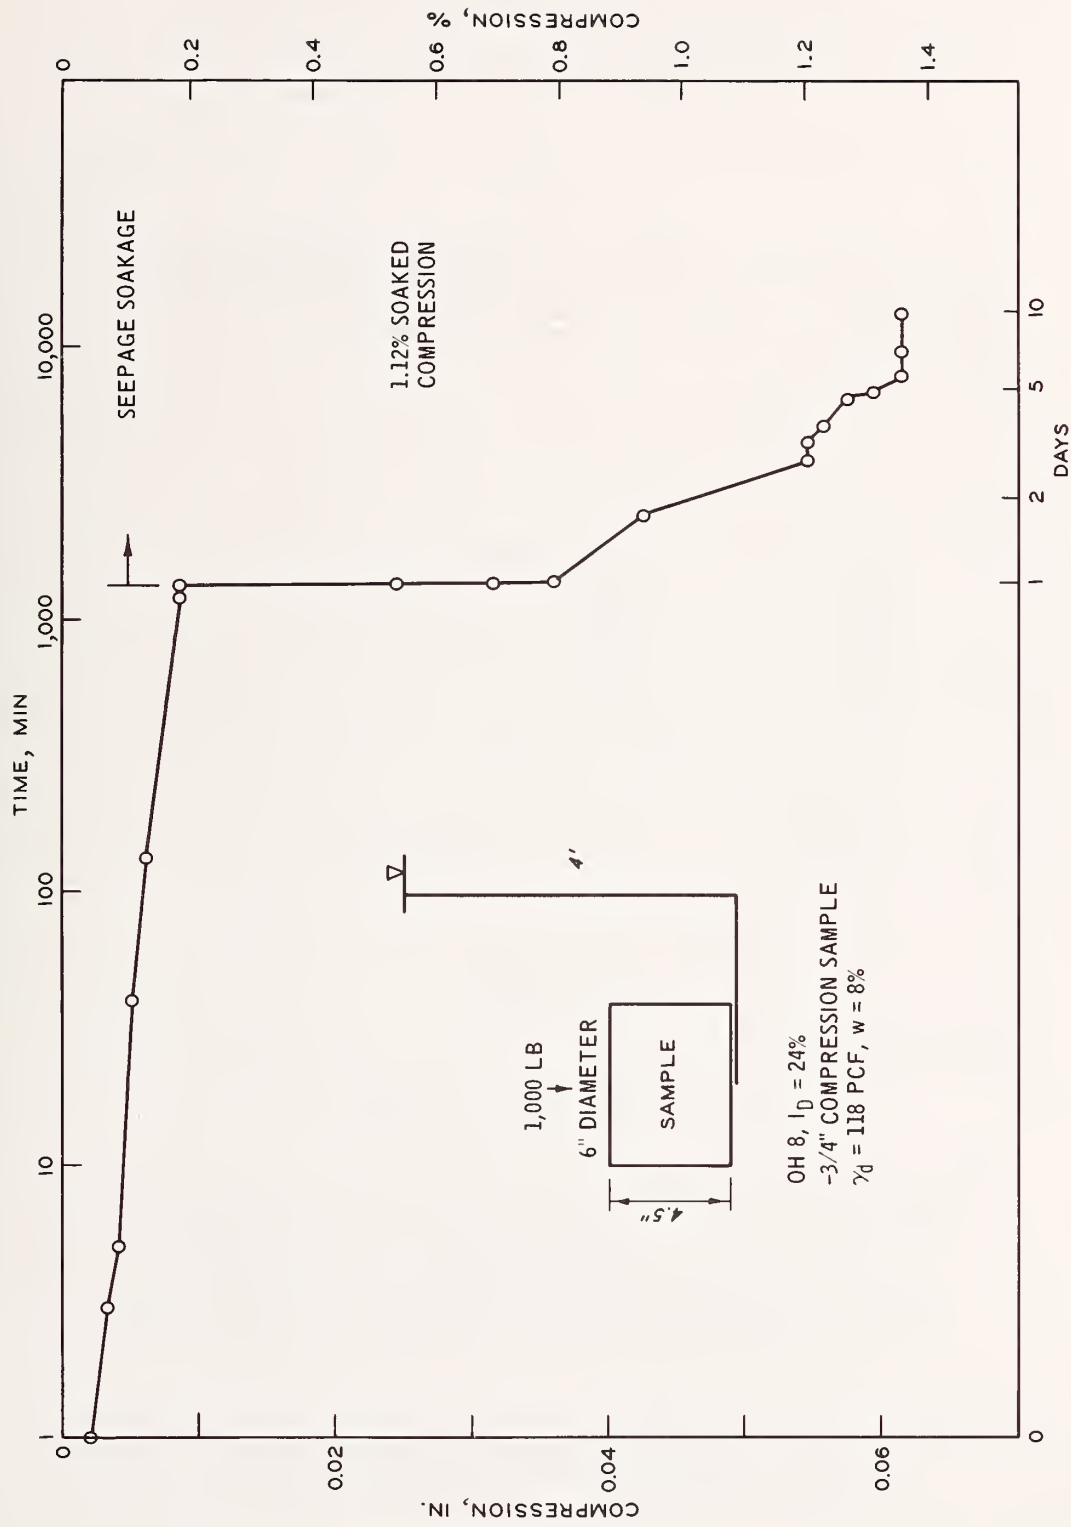 TIME, MIN
1
10
100
1,000
10,000
COMPRESSION, IN.
0
0.02
0.04
0.06
COMPRESSION, %
0
0.2
0.4
0.6
0.8
1.0
1.2
1.4
SEEPAGE SOAKAGE
1.12% SOAKED
COMPRESSION
1,000 LB
6" DIAMETER
SAMPLE
4.5"
4'
OH 8, I_D = 24%
-3/4" COMPRESSION SAMPLE
γ_d = 118 PCF, w = 8%
0
1
2
5
10
DAYS